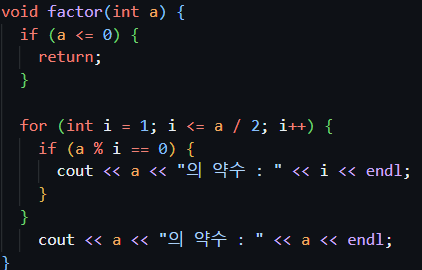 void factor(int a) {
  if (a <= 0) {
    return;
  }

  for (int i = 1; i <= a / 2; i++) {
    if (a % i == 0) {
      cout << a << "의 약수 : " << i << endl;
    }
  }
    cout << a << "의 약수 : " << a << endl;
}